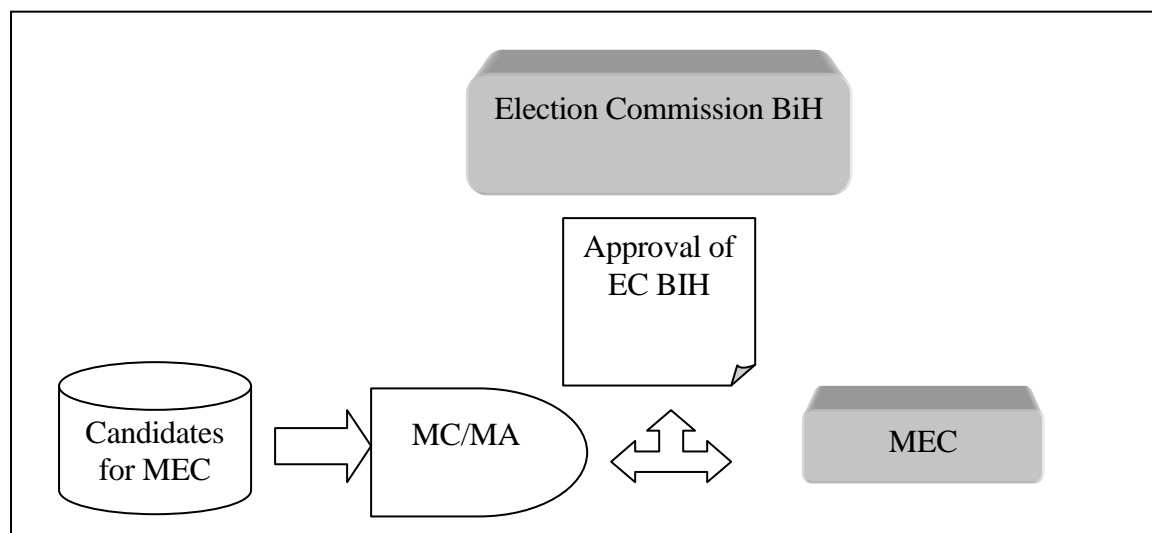 Election Commission BiH
Approval of
EC BIH
Candidates
for MEC
MC/MA
MEC